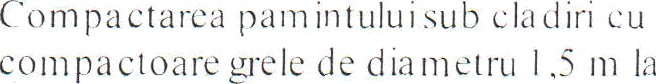 Compactarea pamintului sub cladiri cu
compactoare grele de diametru 1,5 m la